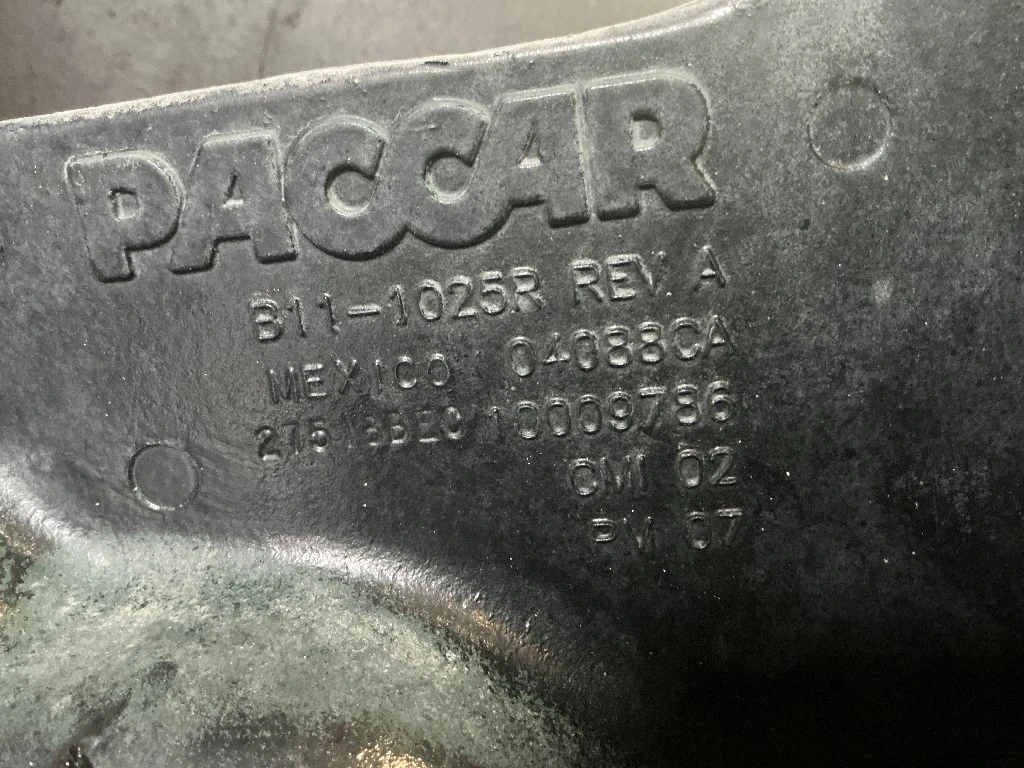 PACCAR
B11-1025R REV A
MEXICO 04088CA
10009786
CMI 02
PM 07